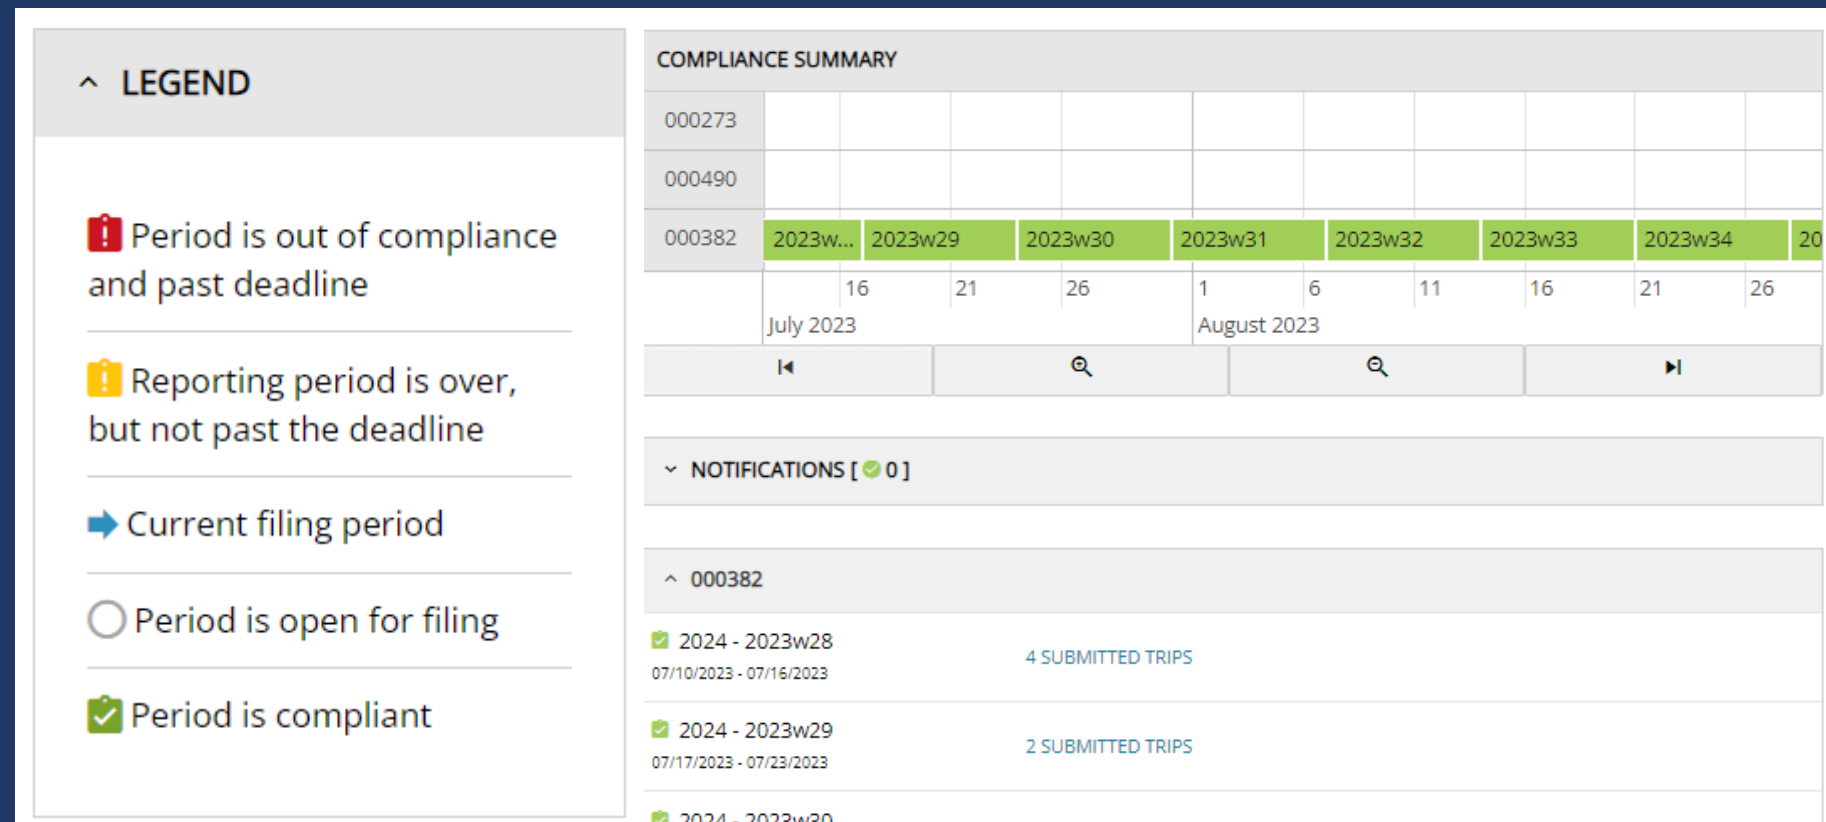 LEGEND
Period is out of compliance
and past deadline
Reporting period is over,
but not past the deadline
Current filing period
Period is open for filing
Period is compliant
COMPLIANCE SUMMARY
000273
000490
000382 2023w... 2023w29 2023w30 2023w31 2023w32 2023w33 2023w34 20
16 21 26 1 6 11 16 21 26
July 2023 August 2023
NOTIFICATIONS [ 0 ]
000382
2024 - 2023w28
07/10/2023 - 07/16/2023
4 SUBMITTED TRIPS
2024 - 2023w29
07/17/2023 - 07/23/2023
2 SUBMITTED TRIPS
2024 - 2023w30